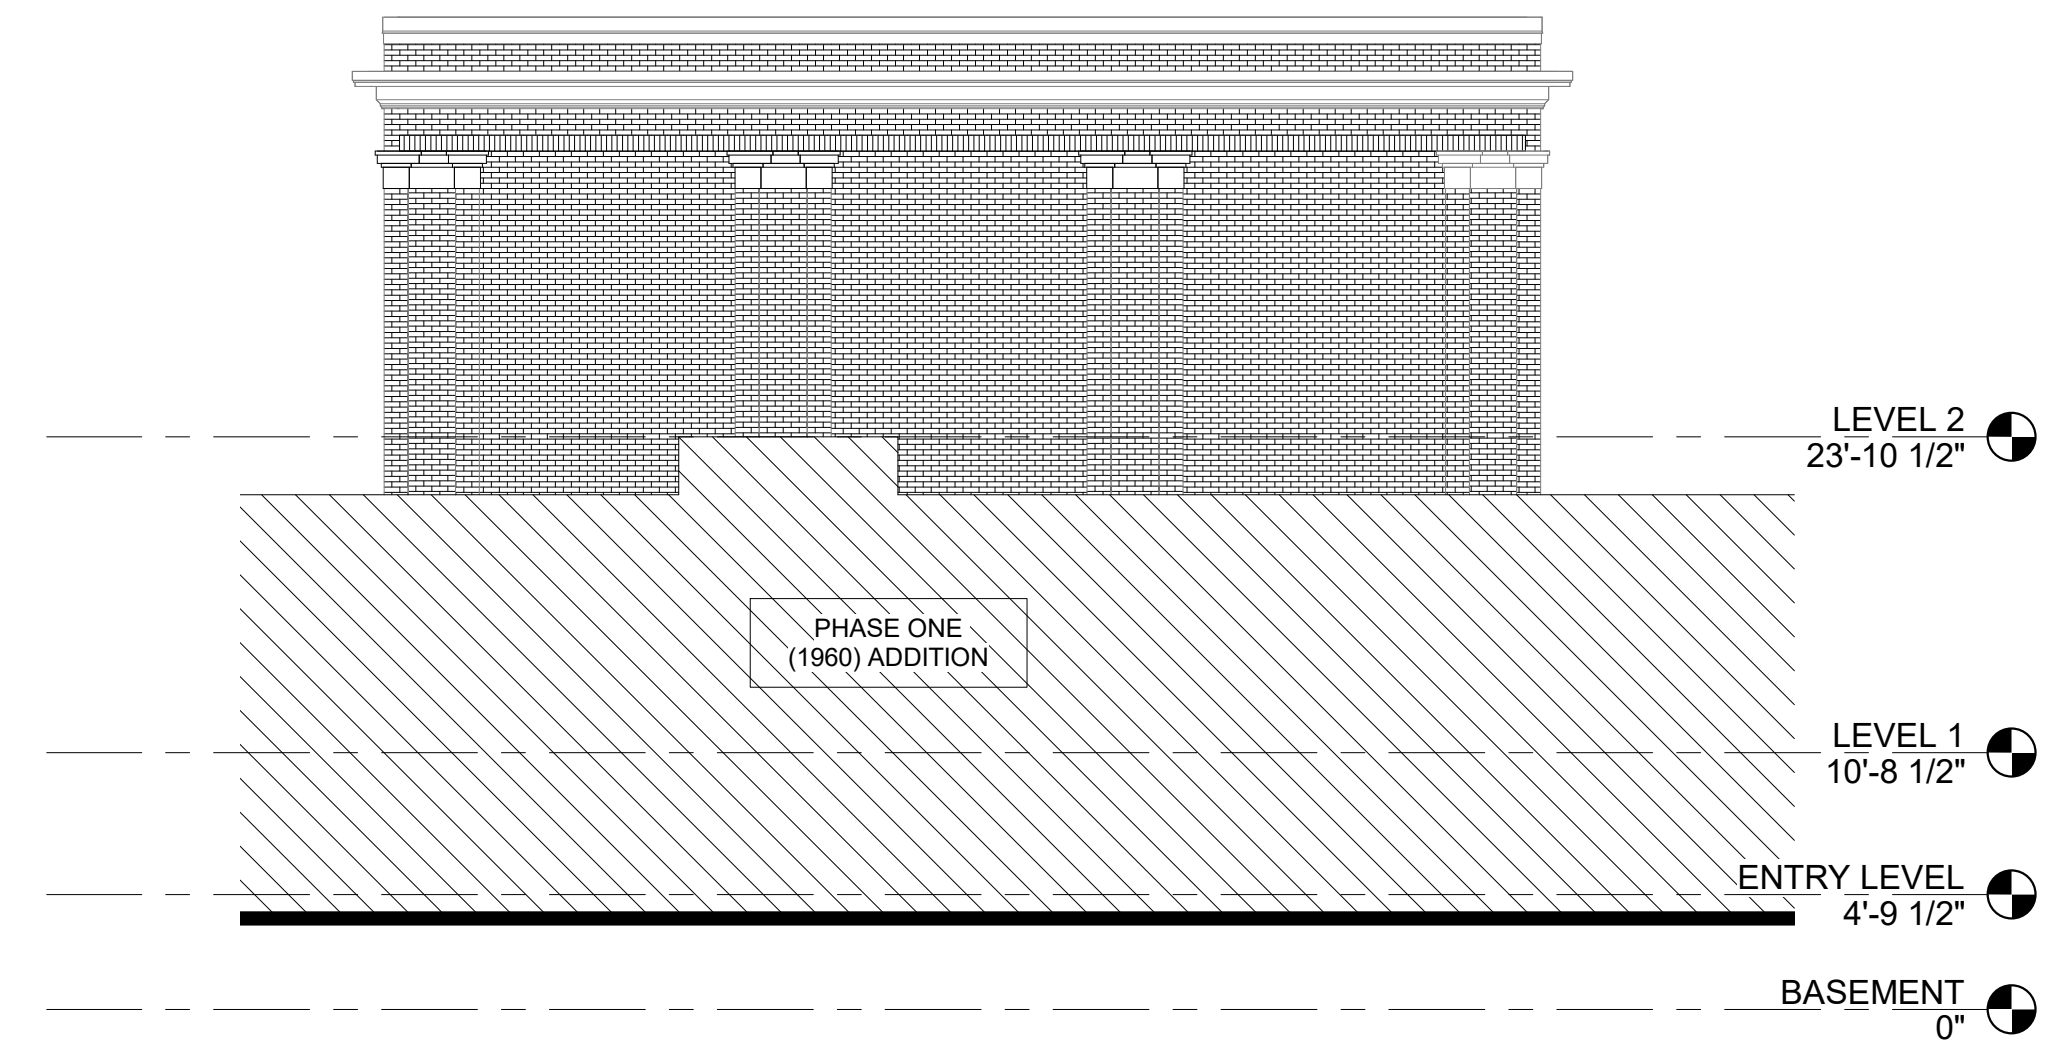 LEVEL 2
23'-10 1/2"
PHASE ONE
(1960) ADDITION
LEVEL 1
10'-8 1/2"
ENTRY LEVEL
4'-9 1/2"
BASEMENT
0"